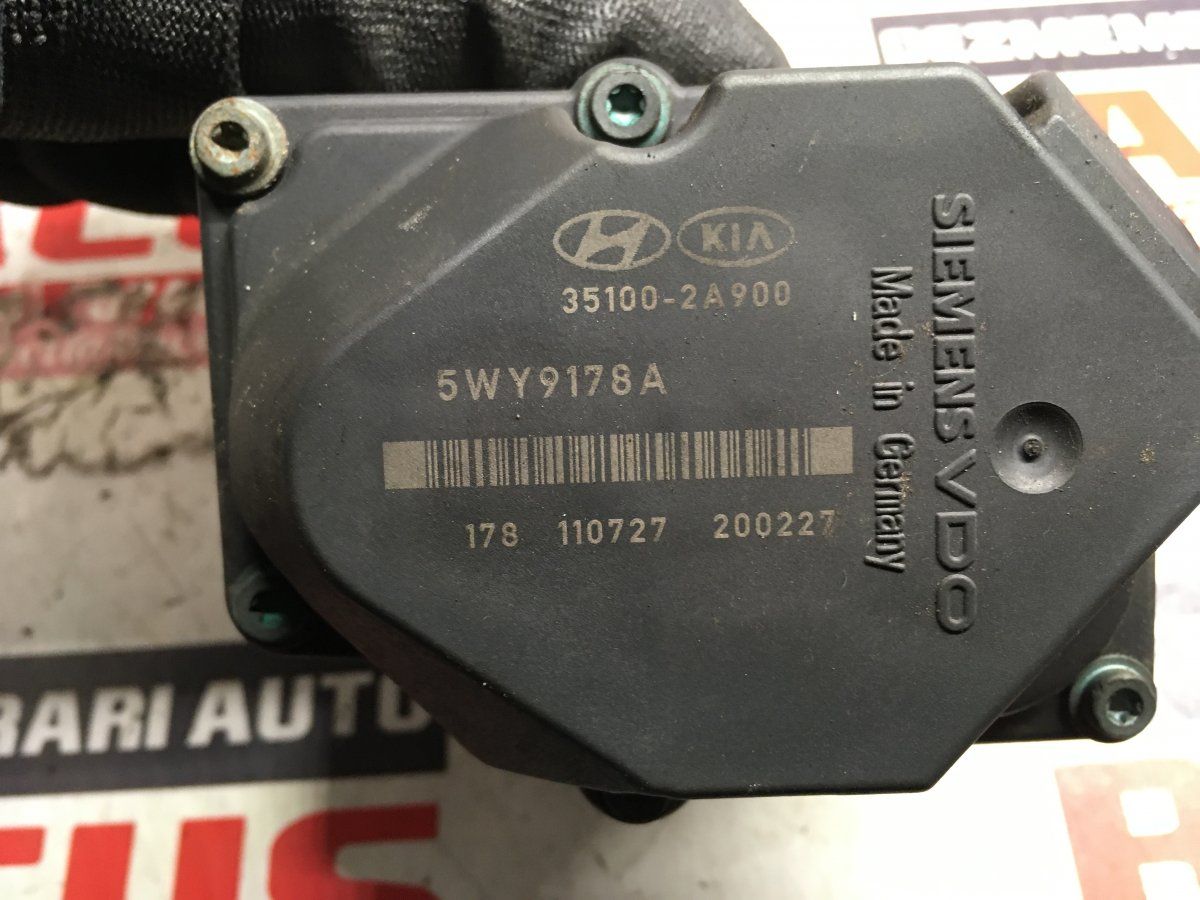 KIA
35100-2A900
5WY9178A
178 110727 200227
SIEMENS VDO
Made in Germany
RARI AUTO